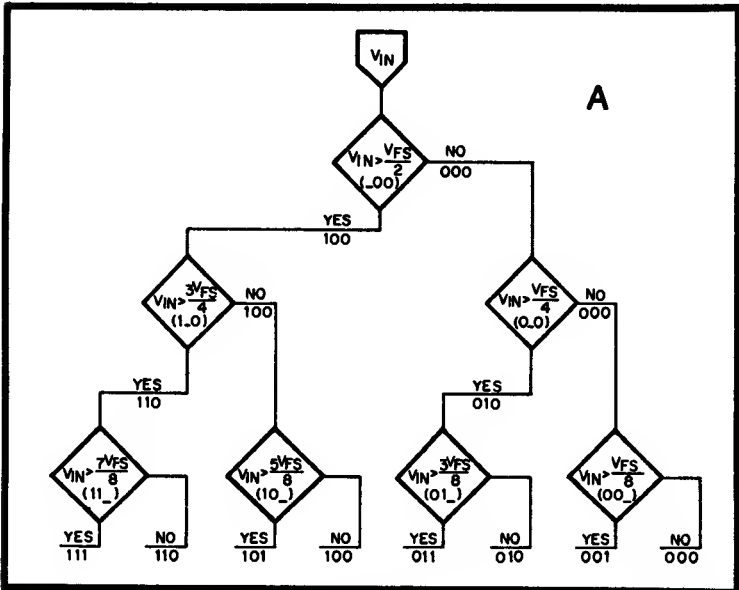 VIN
A
VIN > VFS/2
(_00)
NO
000
YES
100
VIN > 3VFS/4
(1_0)
NO
100
VIN > VFS/4
(0_0)
NO
000
YES
110
YES
010
VIN > 7VFS/8
(11_)
VIN > 5VFS/8
(10_)
VIN > 3VFS/8
(01_)
VIN > VFS/8
(00_)
YES
111
NO
110
YES
101
NO
100
YES
011
NO
010
YES
001
NO
000